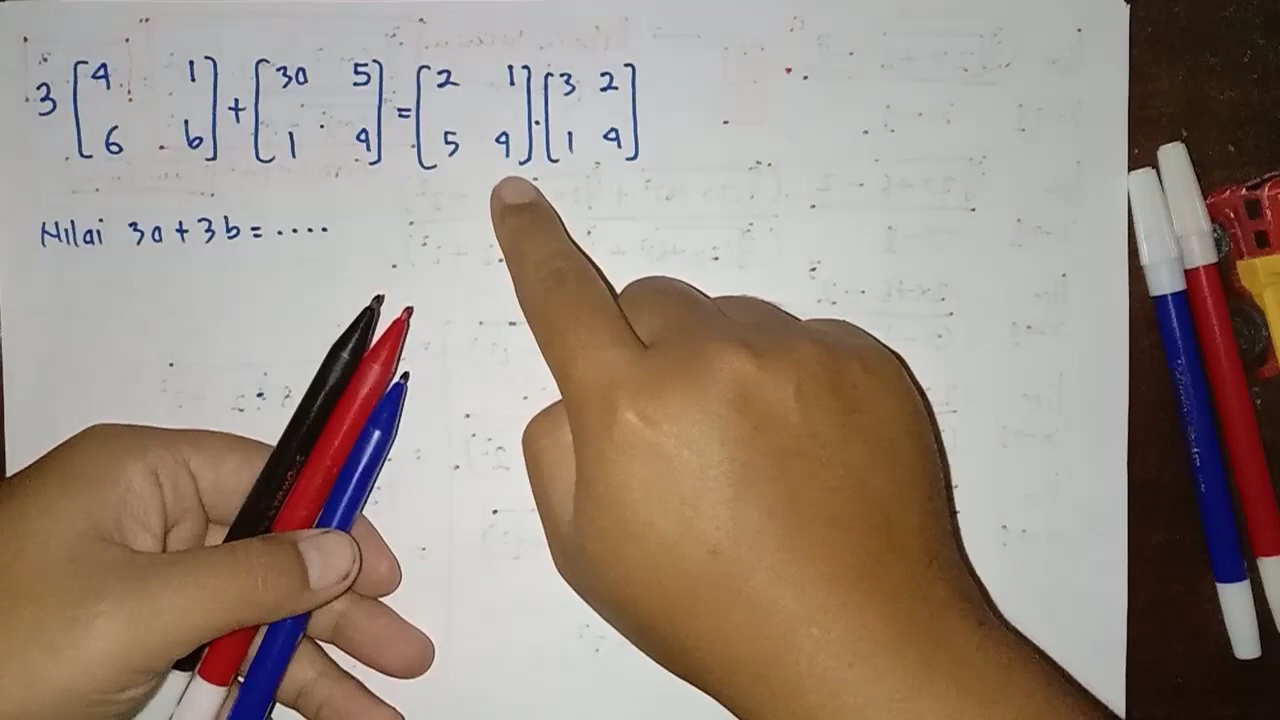 3 [4 1 6 b] + [3a 5 1 4] = [2 1 5 4] . [3 2 1 4]
Nilai 3a + 3b = ....